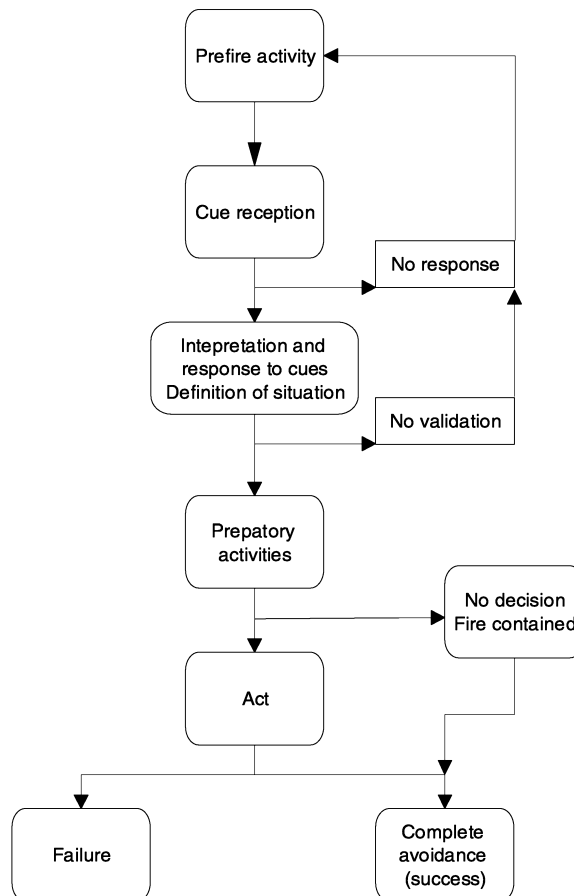 Prefire activity
Cue reception
No response
Intepretation and
response to cues
Definition of situation
No validation
Prepatory
activities
No decision
Fire contained
Act
Failure
Complete
avoidance
(success)